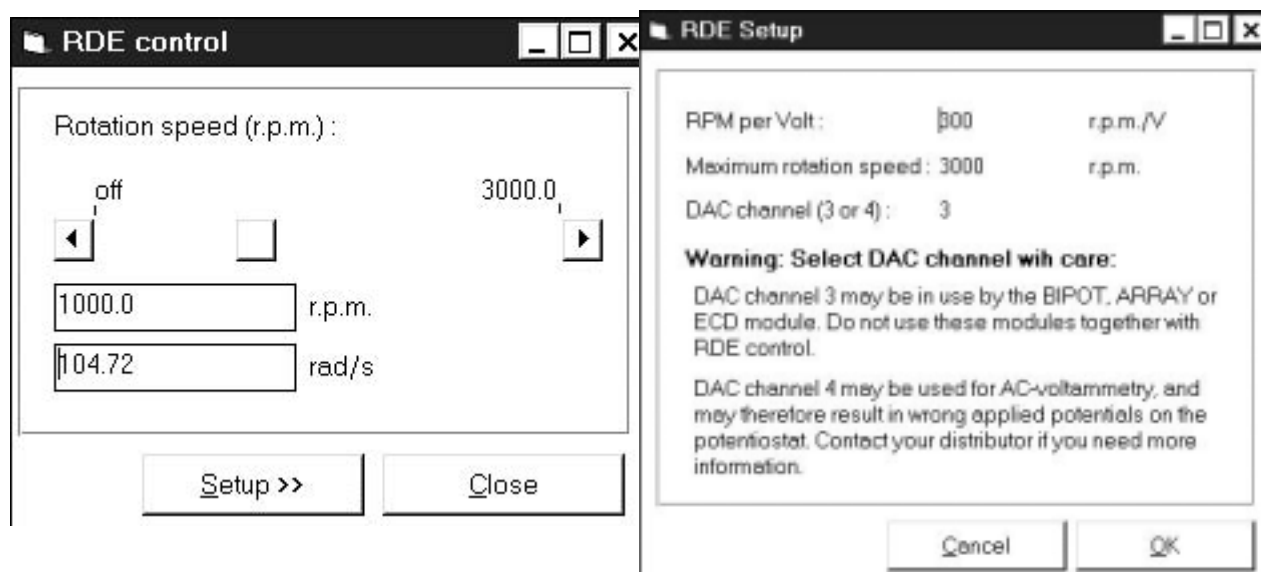 RDE control
Rotation speed (r.p.m.) :
off 3000.0
1000.0 r.p.m.
104.72 rad/s
Setup >> Close
RDE Setup
RPM per Volt : 300 r.p.m./V
Maximum rotation speed : 3000 r.p.m.
DAC channel (3 or 4) : 3
Warning: Select DAC channel wih care:
DAC channel 3 may be in use by the BIPOT, ARRAY or
ECD module. Do not use these modules together with
RDE control.
DAC channel 4 may be used for AC-voltammetry, and
may therefore result in wrong applied potentials on the
potentiostat. Contact your distributor if you need more
information.
Cancel OK